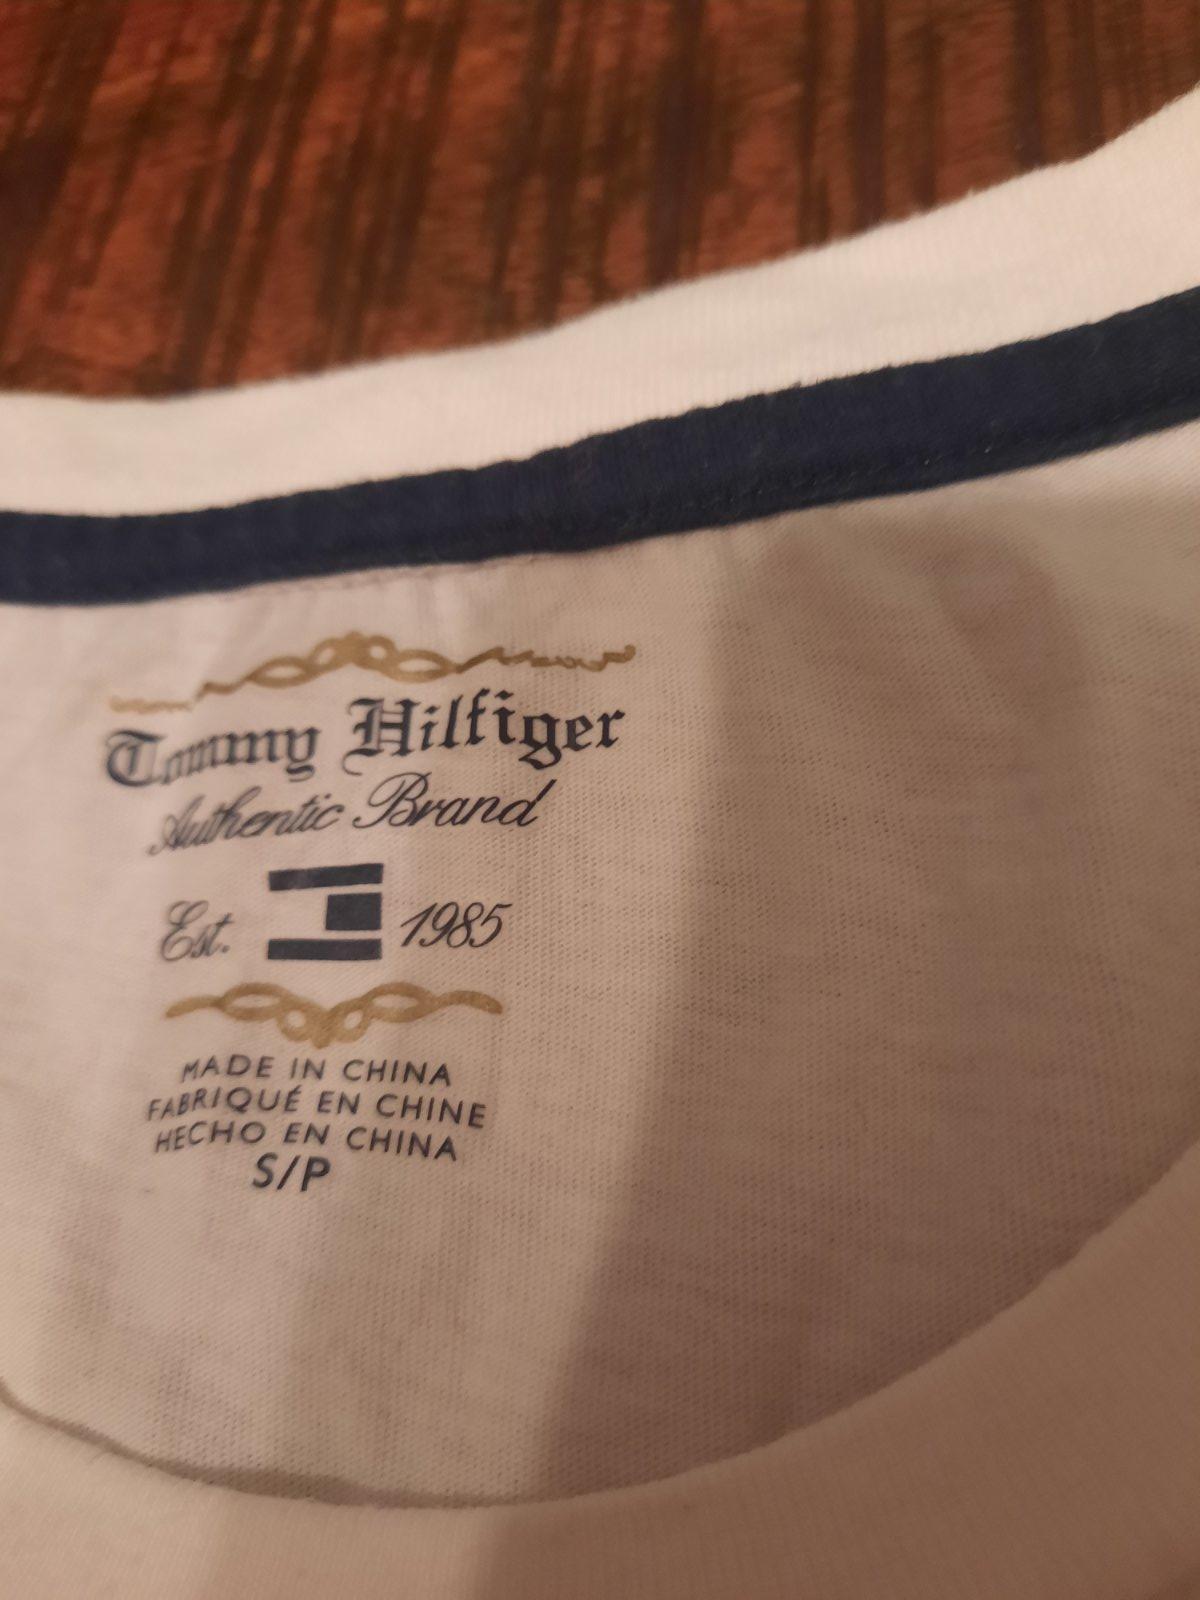 Tommy Hilfiger
Authentic Brand
Est. 1985
MADE IN CHINA
FABRIQUÉ EN CHINE
HECHO EN CHINA
S/P